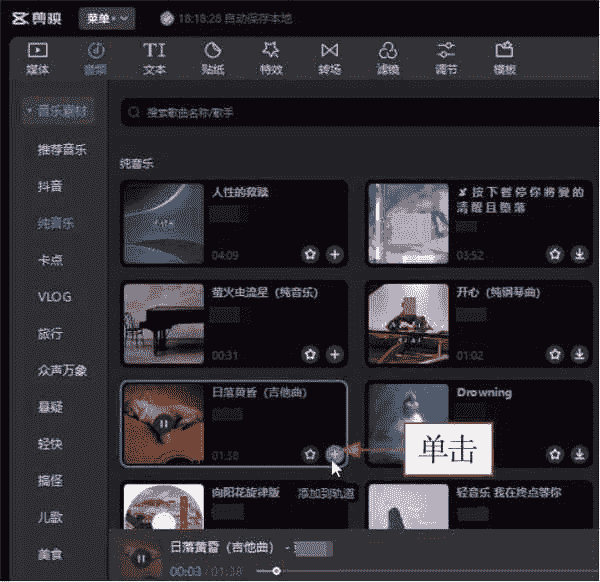 剪映
菜单
18:18:28 自动保存本地
媒体
音频
文本
贴纸
特效
转场
滤镜
调节
模板
音乐素材
搜索歌曲名称/歌手
推荐音乐
抖音
纯音乐
卡点
VLOG
旅行
众声万象
悬疑
轻快
搞怪
儿歌
美食
纯音乐
人性的救赎
04:09
按下暂停你将变的
清醒且堕落
03:52
萤火虫流星（纯音乐）
00:31
开心（纯钢琴曲）
01:02
日落黄昏（吉他曲）
01:38
Drowning
单击
向阳花旋律版
添加到轨道
轻音乐 我在终点等你
日落黄昏（吉他曲） -
00:03 / 01:38